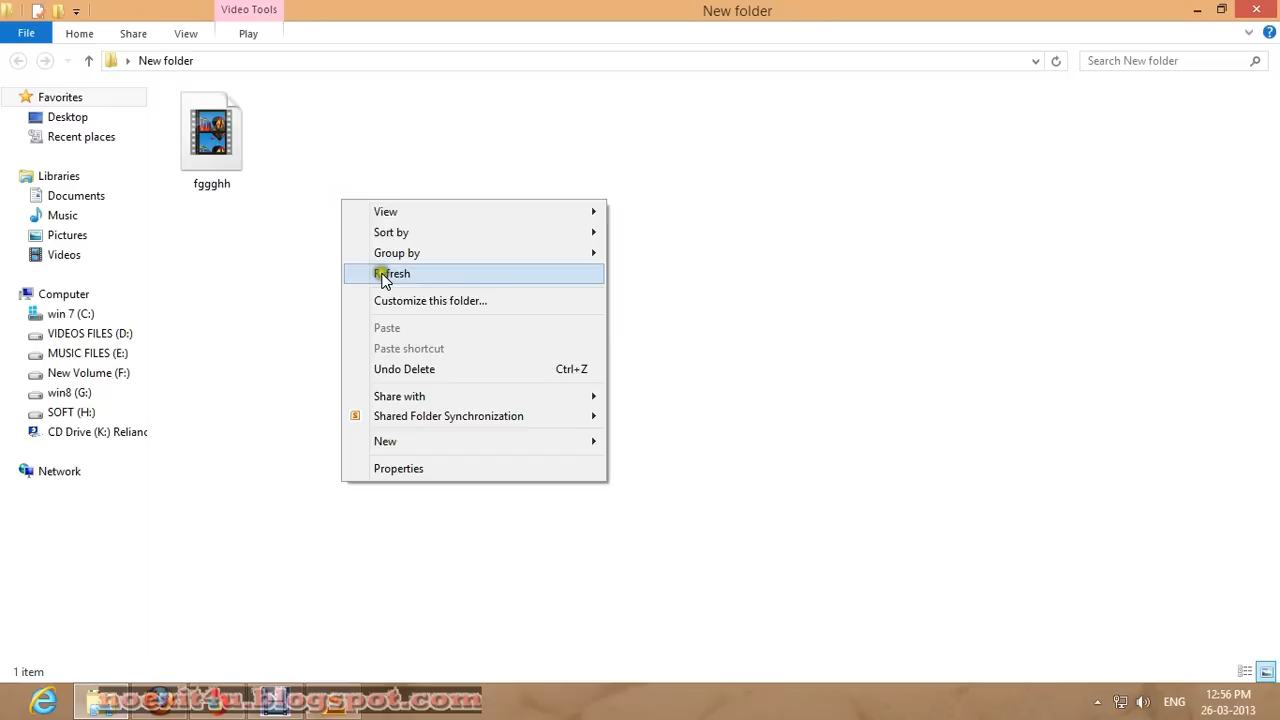 Video Tools
New folder
File
Home
Share
View
Play
New folder
Search New folder
Favorites
Desktop
Recent places
Libraries
Documents
Music
Pictures
Videos
Computer
win 7 (C:)
VIDEOS FILES (D:)
MUSIC FILES (E:)
New Volume (F:)
win8 (G:)
SOFT (H:)
CD Drive (K:) Relianc
Network
fggghh
View
Sort by
Group by
Refresh
Customize this folder...
Paste
Paste shortcut
Undo Delete Ctrl+Z
Share with
S
Shared Folder Synchronization
New
Properties
1 item
noexit4u.blogspot.com
ENG
12:56 PM
26-03-2013